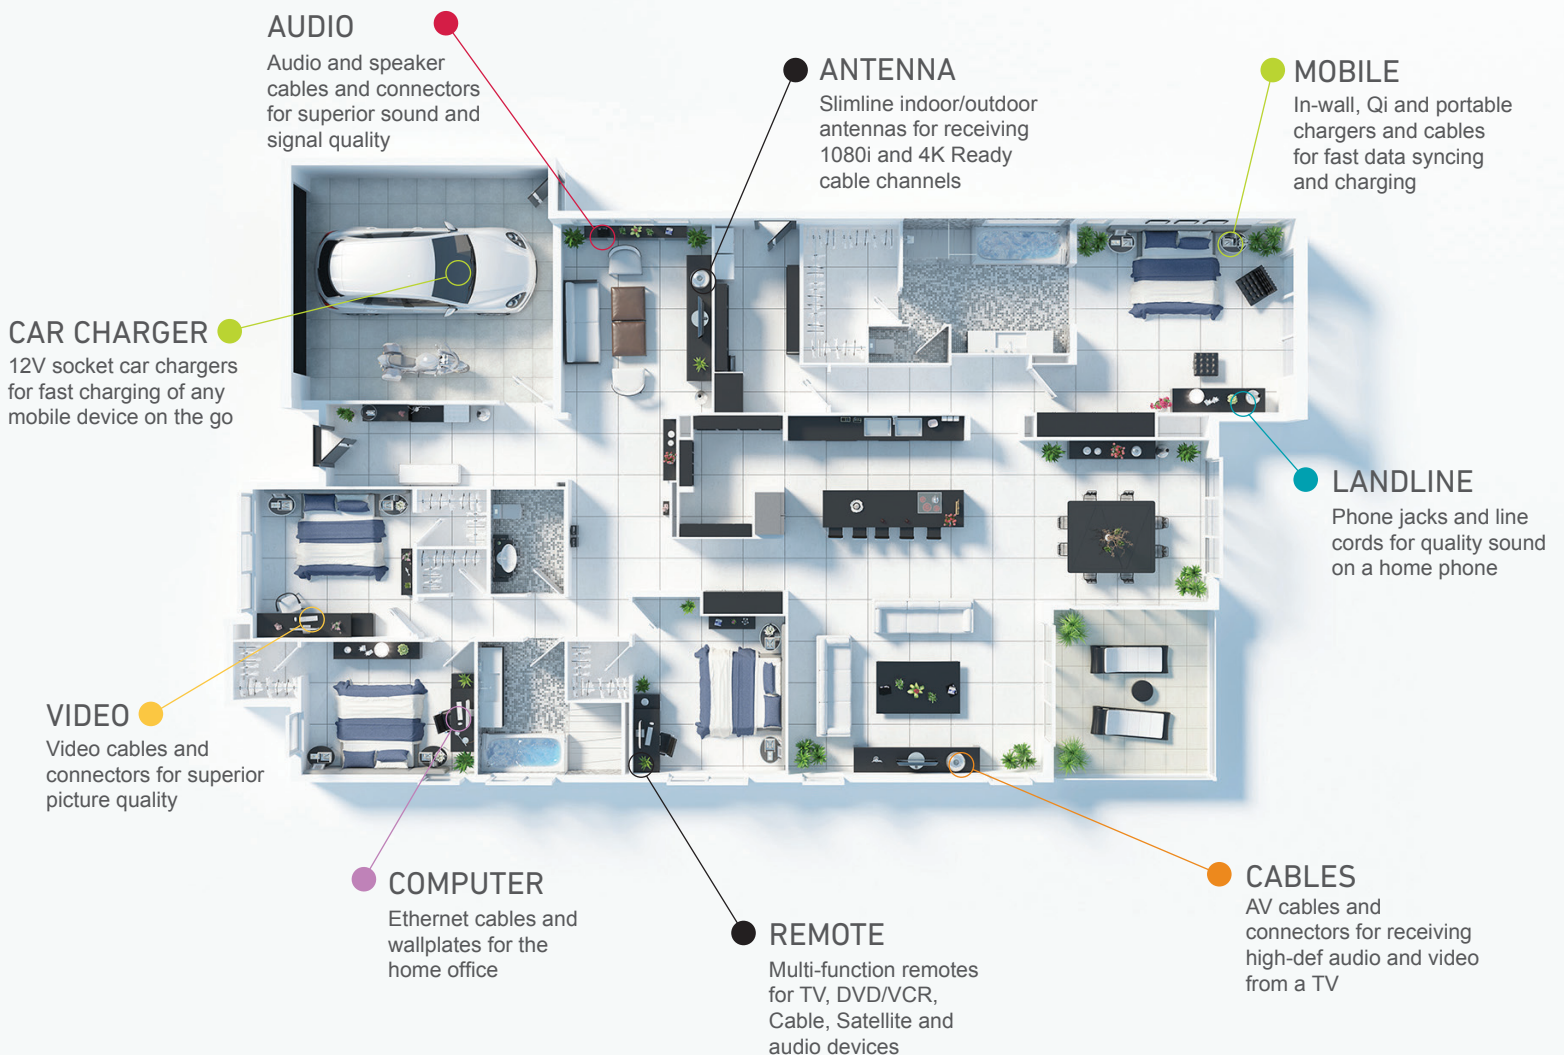 AUDIO
Audio and speaker
cables and connectors
for superior sound and
signal quality
ANTENNA
Slimline indoor/outdoor
antennas for receiving
1080i and 4K Ready
cable channels
MOBILE
In-wall, Qi and portable
chargers and cables
for fast data syncing
and charging
CAR CHARGER
12V socket car chargers
for fast charging of any
mobile device on the go
LANDLINE
Phone jacks and line
cords for quality sound
on a home phone
VIDEO
Video cables and
connectors for superior
picture quality
COMPUTER
Ethernet cables and
wallplates for the
home office
REMOTE
Multi-function remotes
for TV, DVD/VCR,
Cable, Satellite and
audio devices
CABLES
AV cables and
connectors for receiving
high-def audio and video
from a TV